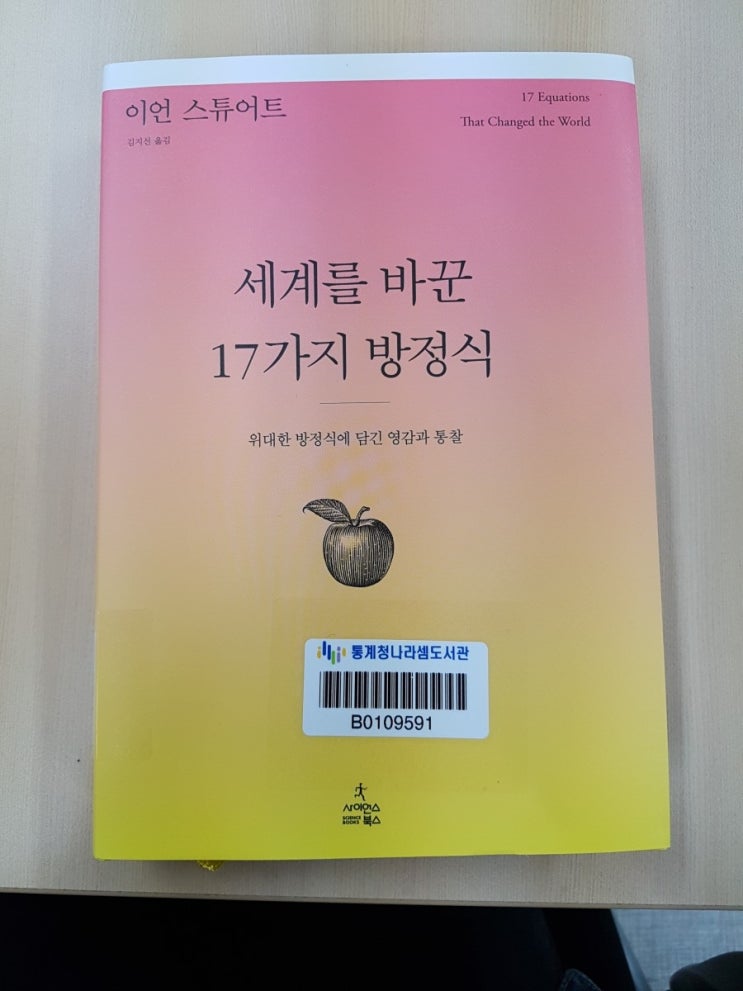 이언 스튜어트
김지선 옮김
17 Equations
That Changed the World
세계를 바꾼
17가지 방정식
위대한 방정식에 담긴 영감과 통찰
통계청나라셈도서관
B0109591
사이언스
SCIENCE BOOKS 북스